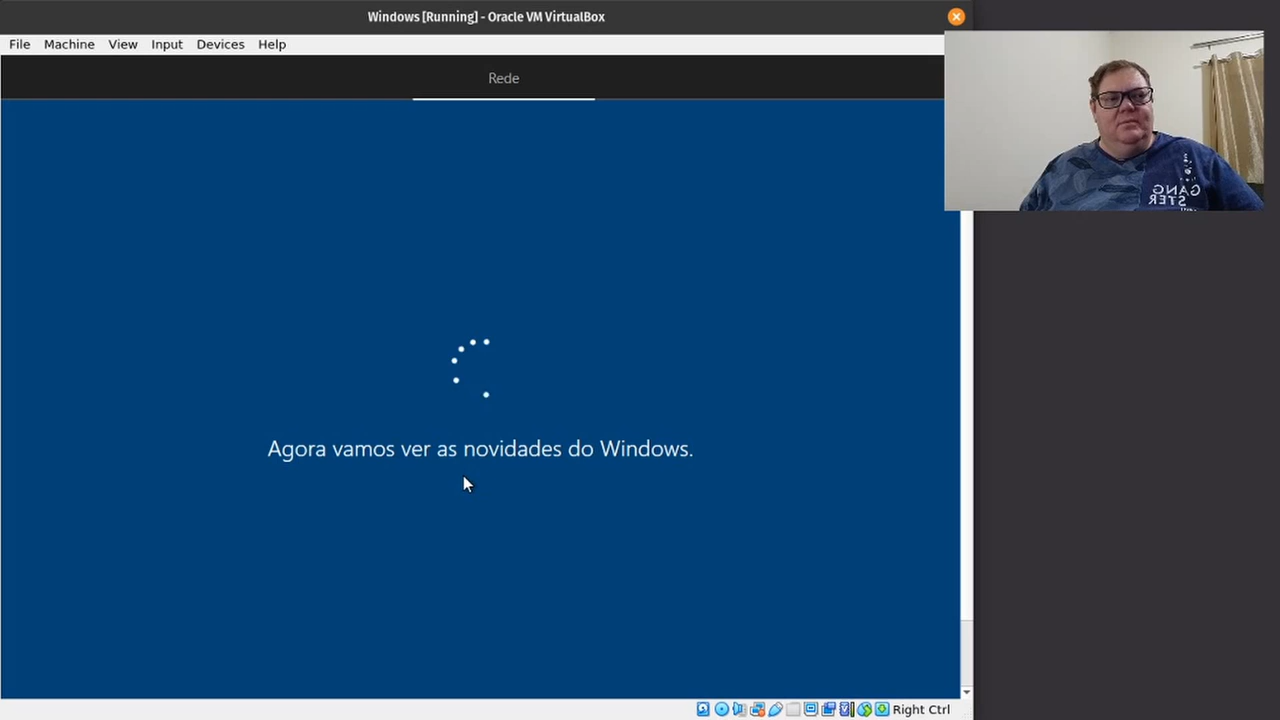 Windows [Running] - Oracle VM VirtualBox
File Machine View Input Devices Help
Rede
GANG
STER
Agora vamos ver as novidades do Windows.
Right Ctrl